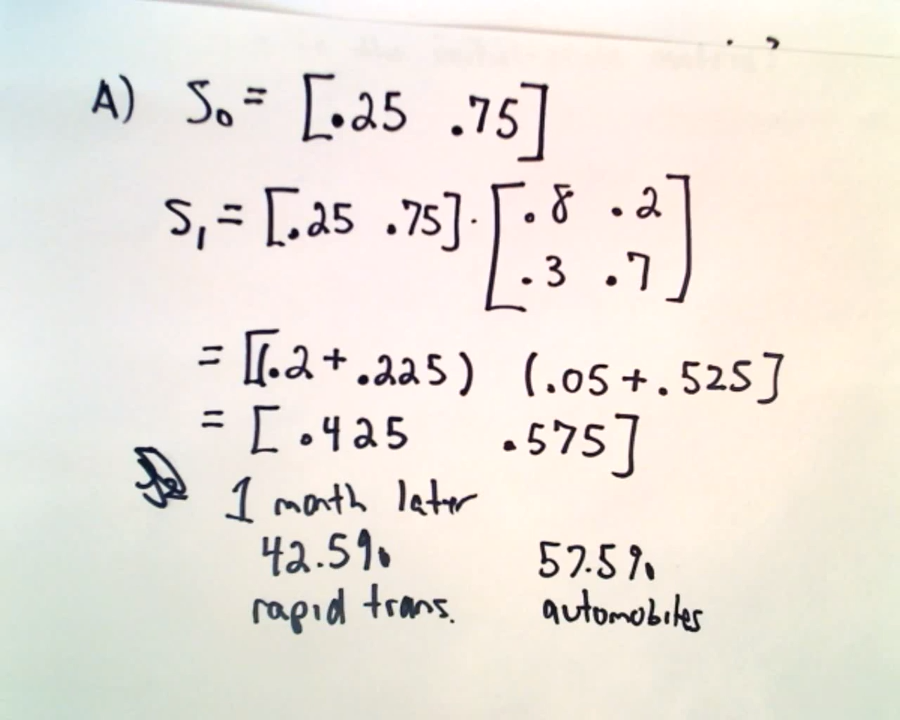 A) S₀ = [.25 .75]
S₁ = [.25 .75] · [.8 .2
.3 .7]
= [(.2 + .225) (.05 + .525]
= [.425 .575]
1 month later
42.5% 57.5%
rapid trans. automobiles